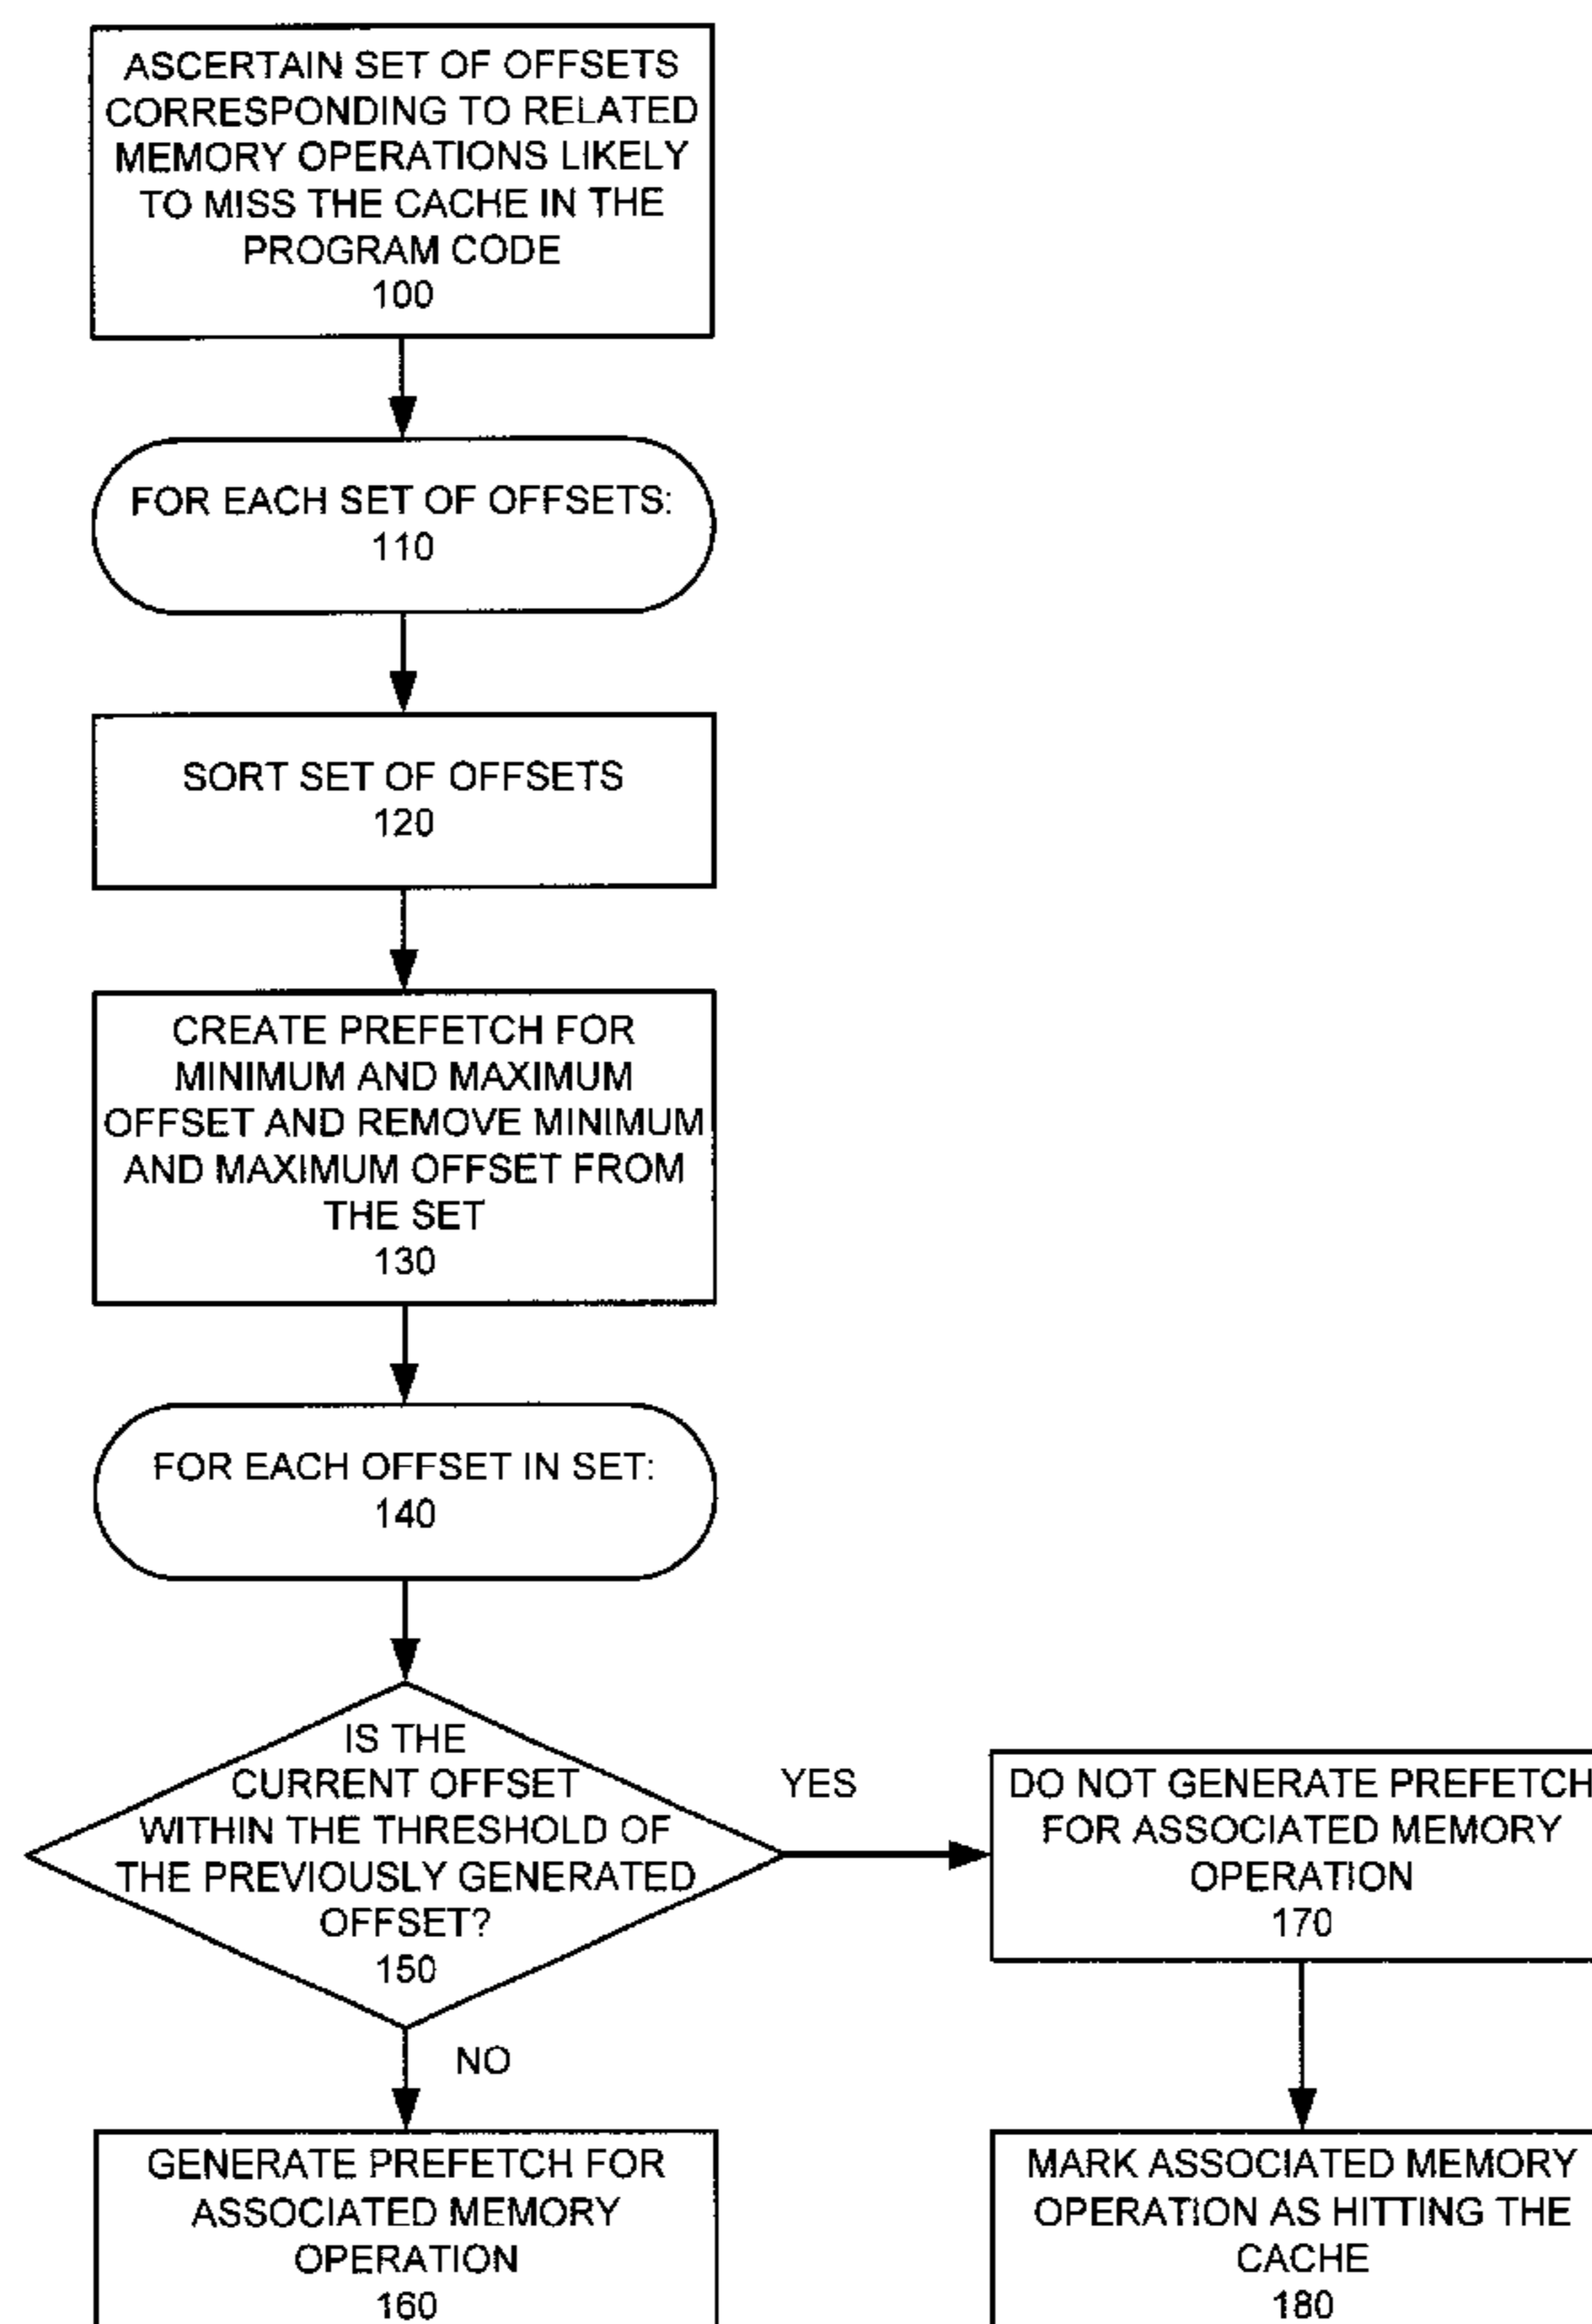 ASCERTAIN SET OF OFFSETS
CORRESPONDING TO RELATED
MEMORY OPERATIONS LIKELY
TO MISS THE CACHE IN THE
PROGRAM CODE
100
FOR EACH SET OF OFFSETS:
110
SORT SET OF OFFSETS
120
CREATE PREFETCH FOR
MINIMUM AND MAXIMUM
OFFSET AND REMOVE MINIMUM
AND MAXIMUM OFFSET FROM
THE SET
130
FOR EACH OFFSET IN SET:
140
IS THE
CURRENT OFFSET
WITHIN THE THRESHOLD OF
THE PREVIOUSLY GENERATED
OFFSET?
150
YES
DO NOT GENERATE PREFETCH
FOR ASSOCIATED MEMORY
OPERATION
170
NO
GENERATE PREFETCH FOR
ASSOCIATED MEMORY
OPERATION
160
MARK ASSOCIATED MEMORY
OPERATION AS HITTING THE
CACHE
180